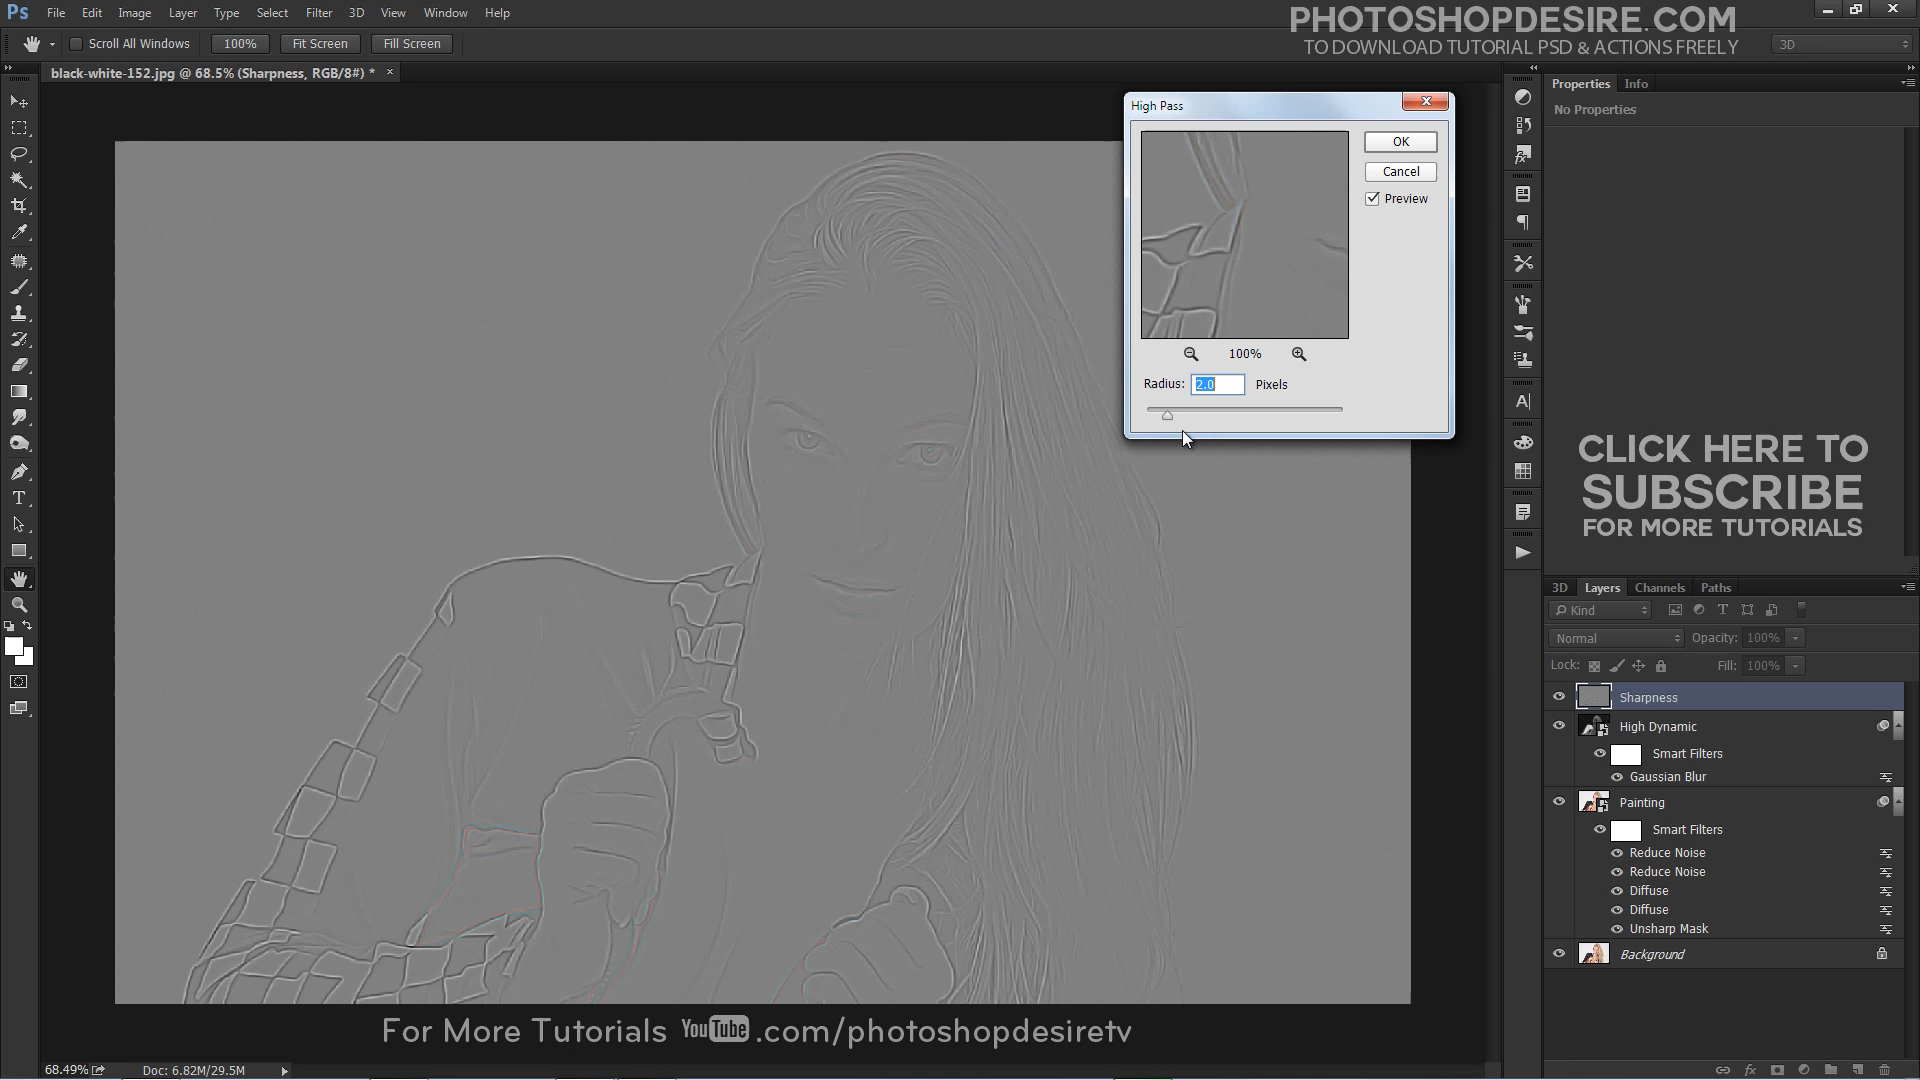 Ps File Edit Image Layer Type Select Filter 3D View Window Help
PHOTOSHOPDESIRE.COM
Scroll All Windows 100% Fit Screen Fill Screen
TO DOWNLOAD TUTORIAL PSD & ACTIONS FREELY
3D
black-white-152.jpg @ 68.5% (Sharpness, RGB/8#) * ×
High Pass
OK
Cancel
Preview
100%
Radius: 2.0 Pixels
Properties Info
No Properties
CLICK HERE TO
SUBSCRIBE
FOR MORE TUTORIALS
3D Layers Channels Paths
Kind
Normal Opacity: 100%
Lock: Fill: 100%
Sharpness
High Dynamic
Smart Filters
Gaussian Blur
Painting
Smart Filters
Reduce Noise
Reduce Noise
Diffuse
Diffuse
Unsharp Mask
Background
For More Tutorials YouTube.com/photoshopdesiretv
68.49% Doc: 6.82M/29.5M